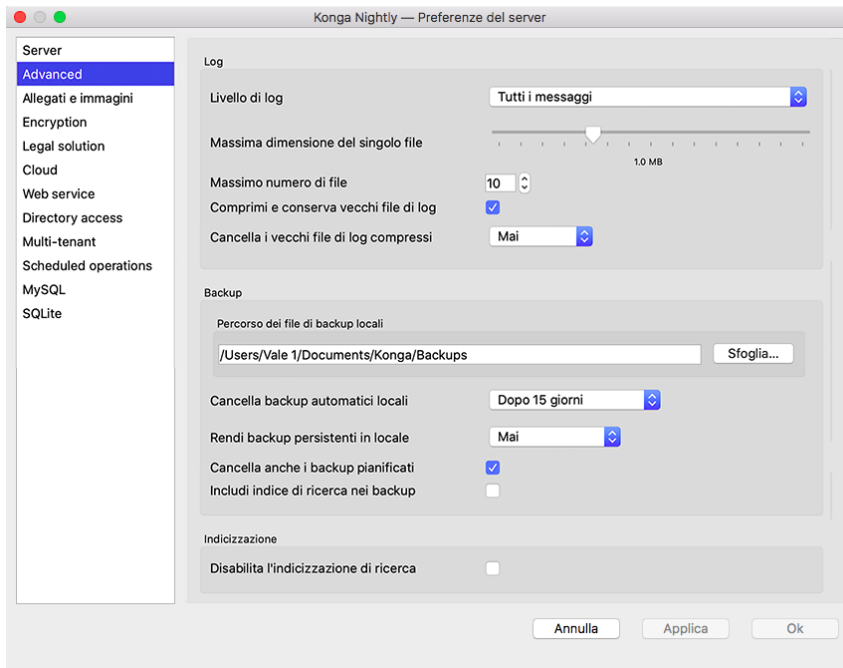 Konga Nightly — Preferenze del server
Server
Advanced
Allegati e immagini
Encryption
Legal solution
Cloud
Web service
Directory access
Multi-tenant
Scheduled operations
MySQL
SQLite
Log
Livello di log Tutti i messaggi
Massima dimensione del singolo file
1.0 MB
Massimo numero di file 10
Comprimi e conserva vecchi file di log
Cancella i vecchi file di log compressi Mai
Backup
Percorso dei file di backup locali
/Users/Vale 1/Documents/Konga/Backups Sfoglia...
Cancella backup automatici locali Dopo 15 giorni
Rendi backup persistenti in locale Mai
Cancella anche i backup pianificati
Includi indice di ricerca nei backup
Indicizzazione
Disabilita l'indicizzazione di ricerca
Annulla Applica Ok